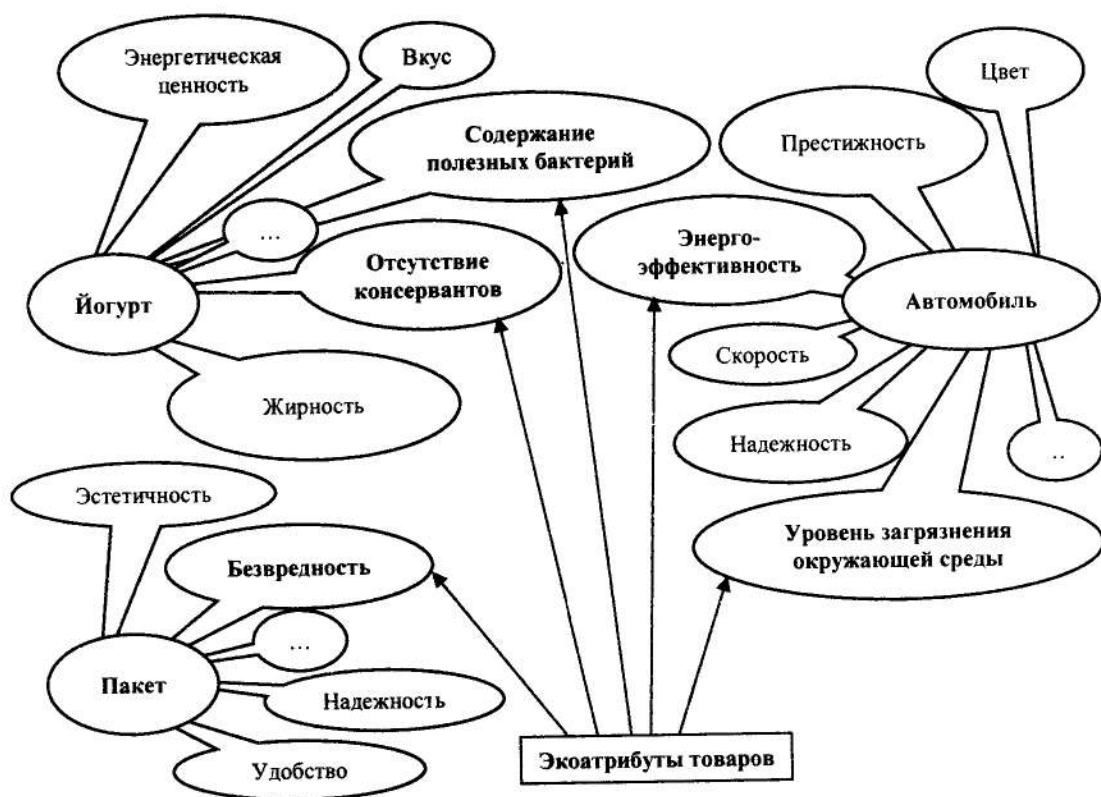 Энергетическая
ценность
Вкус
Цвет
Содержание
полезных бактерий
Престижность
...
Отсутствие
консервантов
Энерго-
эффективность
Йогурт
Автомобиль
Скорость
Жирность
Надежность
..
Эстетичность
Уровень загрязнения
окружающей среды
Безвредность
...
Пакет
Надежность
Удобство
Экоатрибуты товаров